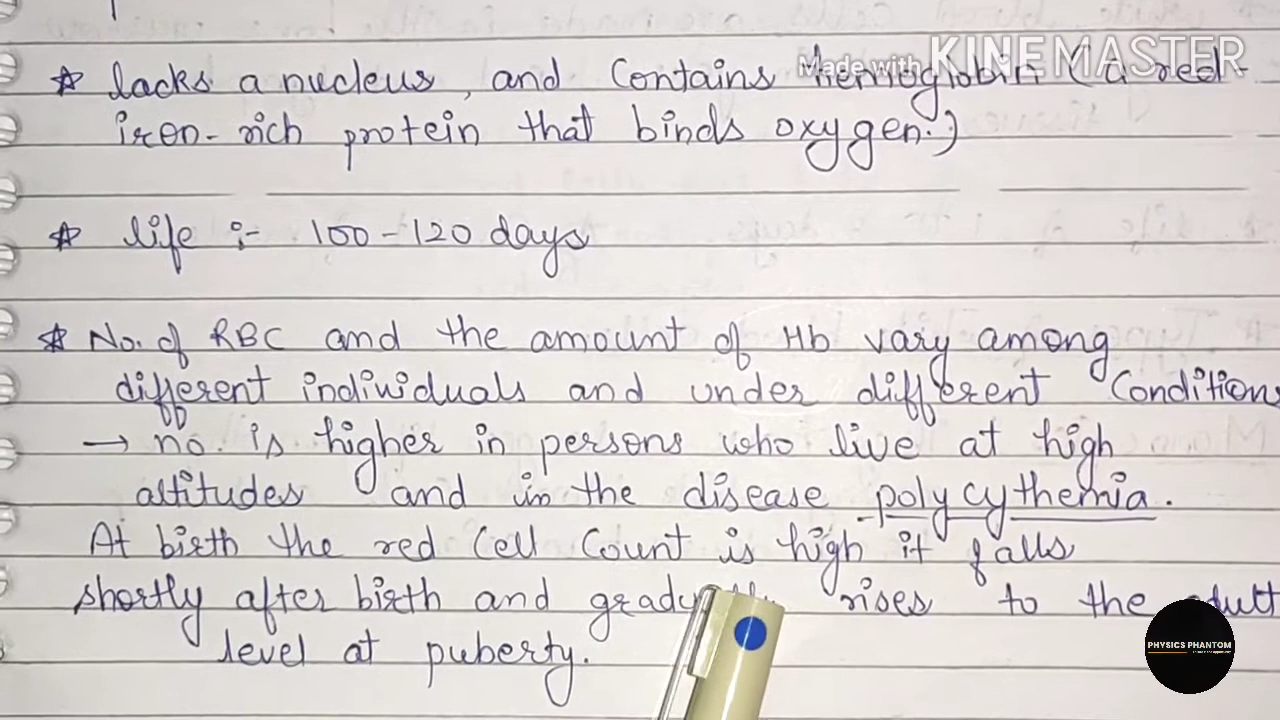 Made with KINEMASTER
☆ lacks a nucleus, and Contains hemoglobin (a red-
iron-rich protein that binds oxygen.)
☆ life :- 100-120 days
☆ No. of RBC and the amount of Hb vary among
different individuals and under different Conditions
→ no. is higher in persons who live at high
altitudes and in the disease polycythemia.
At birth the red Cell Count is high it falls
shortly after birth and rises to the adult
level at puberty.
PHYSICS PHANTOM